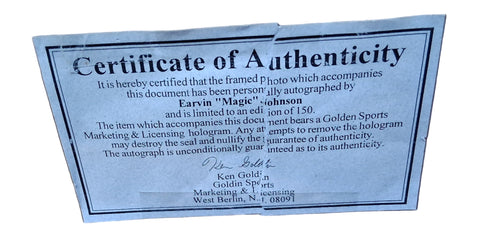 Certificate of Authenticity
It is hereby certified that the framed photo which accompanies
this document has been personally autographed by
Earvin "Magic" Johnson
and is limited to an edition of 150.
The item which accompanies this document bears a Golden Sports
Marketing & Licensing hologram. Any attempts to remove the hologram
may destroy the seal and nullify the guarantee of authenticity.
The autograph is unconditionally guaranteed as to its authenticity.
Ken Goldin
Ken Goldin
Goldin Sports
Marketing & Licensing
West Berlin, NJ 08091